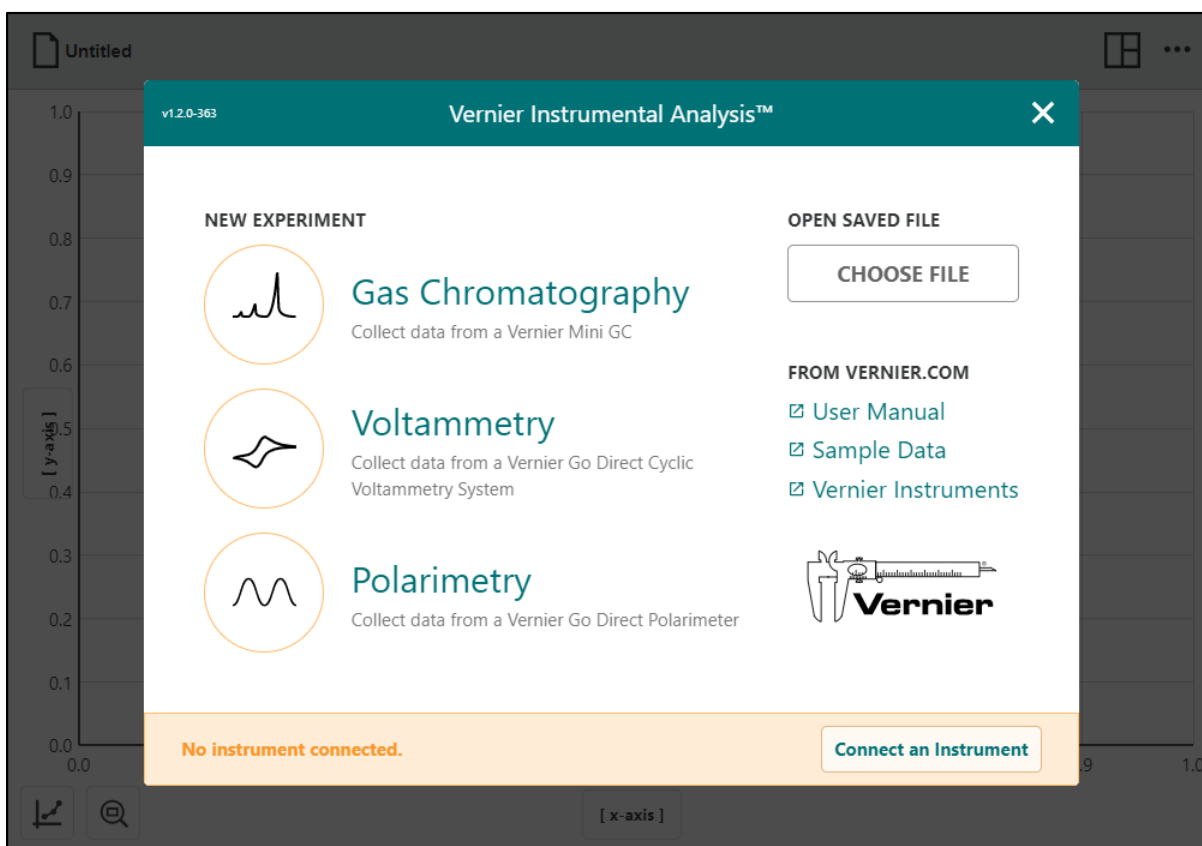 Untitled
v1.2.0-363
Vernier Instrumental Analysis™
NEW EXPERIMENT
Gas Chromatography
Collect data from a Vernier Mini GC
Voltammetry
Collect data from a Vernier Go Direct Cyclic
Voltammetry System
Polarimetry
Collect data from a Vernier Go Direct Polarimeter
OPEN SAVED FILE
CHOOSE FILE
FROM VERNIER.COM
User Manual
Sample Data
Vernier Instruments
Vernier
No instrument connected.
Connect an Instrument
1.0
0.9
0.8
0.7
0.6
0.5
0.4
0.3
0.2
0.1
0.0
[ y-axis ]
0.0
.9
1.0
[ x-axis ]